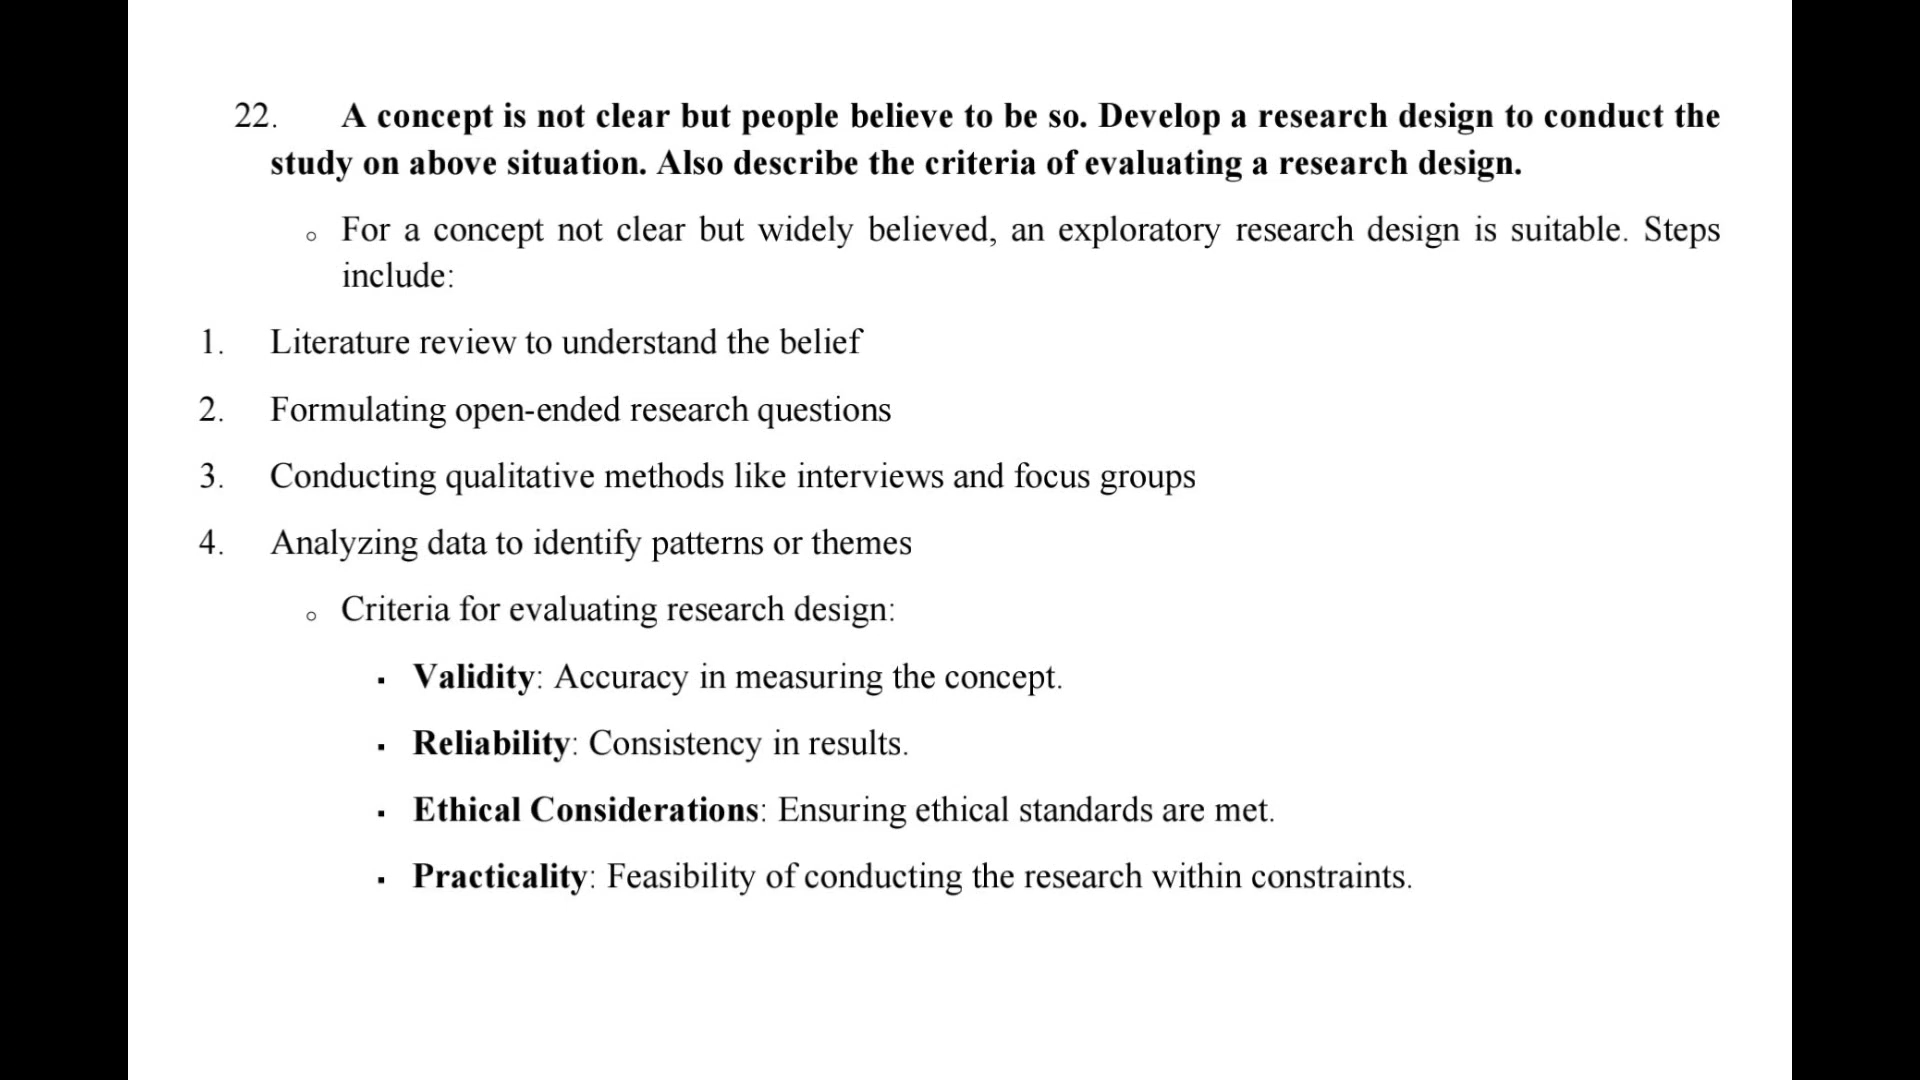 22. A concept is not clear but people believe to be so. Develop a research design to conduct the
study on above situation. Also describe the criteria of evaluating a research design.
○ For a concept not clear but widely believed, an exploratory research design is suitable. Steps
include:
1. Literature review to understand the belief
2. Formulating open-ended research questions
3. Conducting qualitative methods like interviews and focus groups
4. Analyzing data to identify patterns or themes
○ Criteria for evaluating research design:
▪ Validity: Accuracy in measuring the concept.
▪ Reliability: Consistency in results.
▪ Ethical Considerations: Ensuring ethical standards are met.
▪ Practicality: Feasibility of conducting the research within constraints.